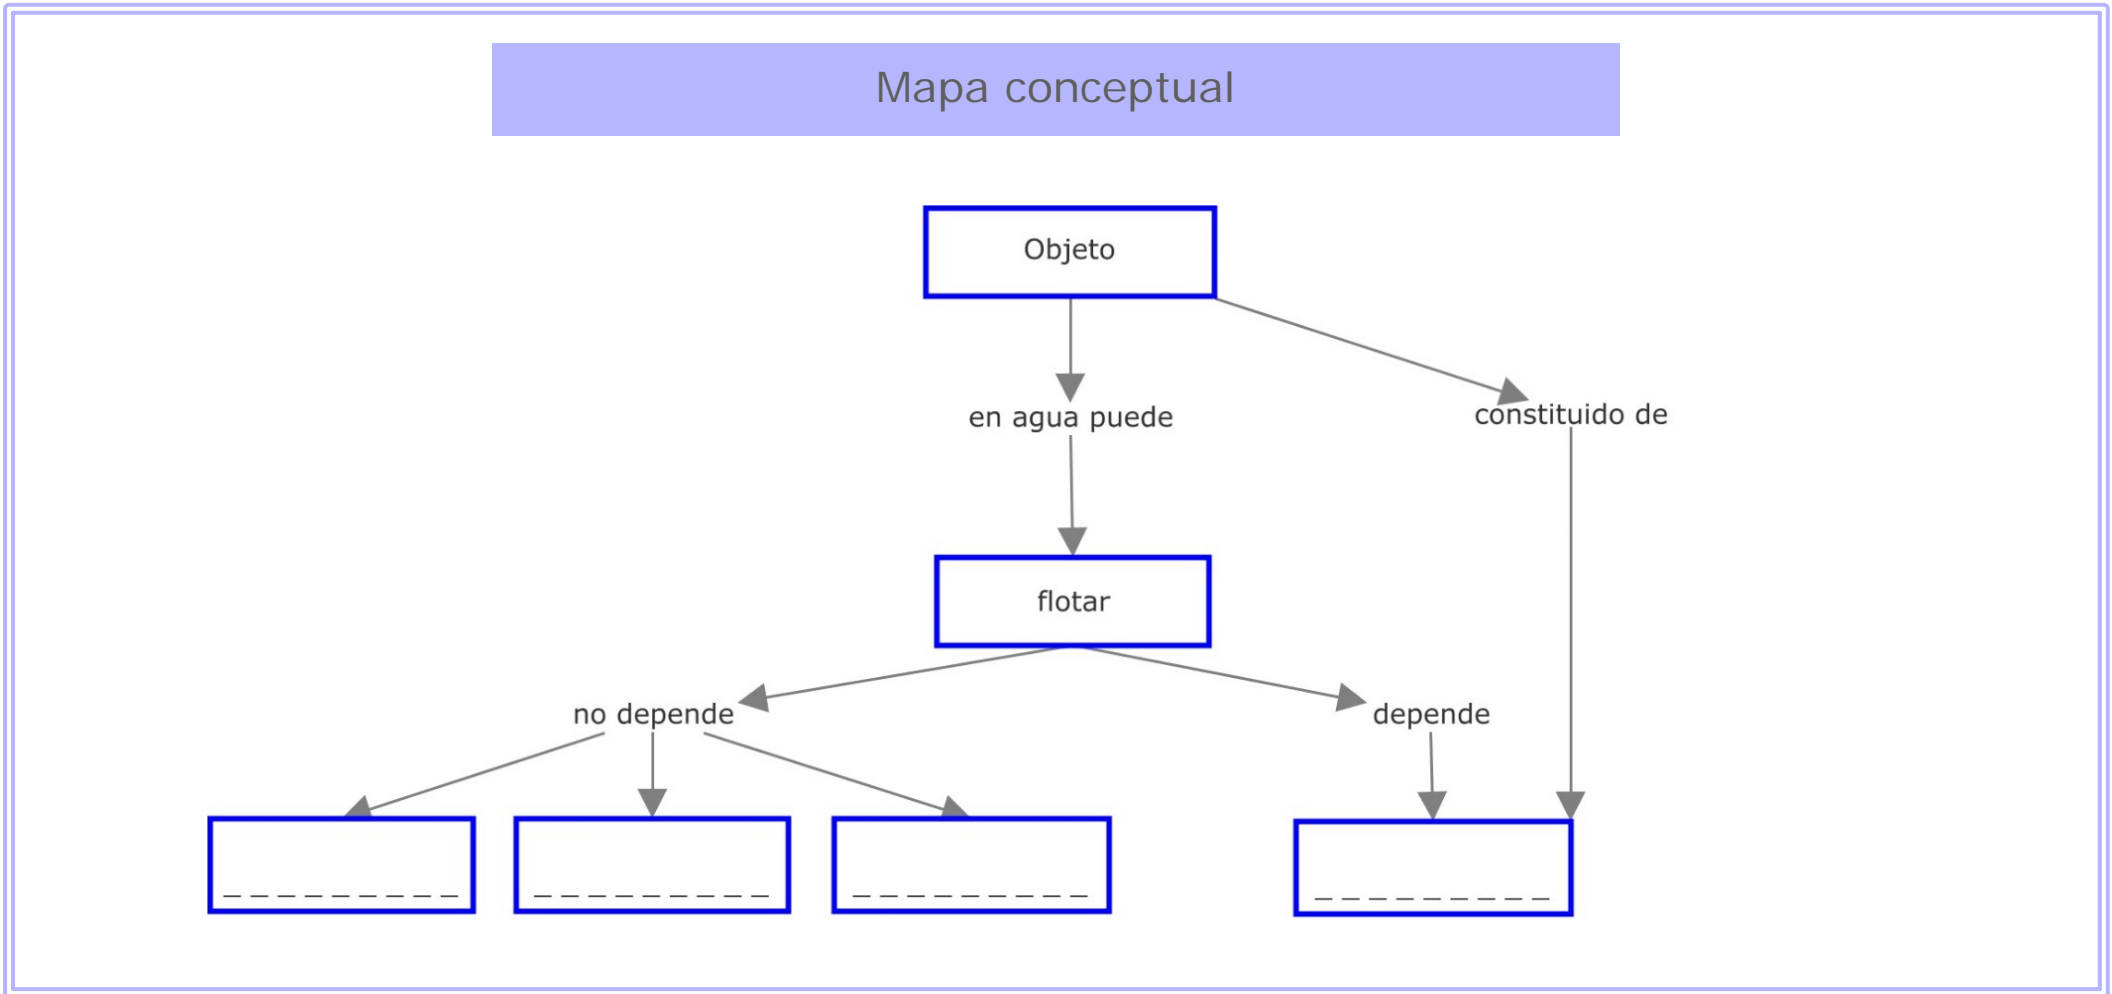 Mapa conceptual
Objeto
en agua puede
constituido de
flotar
no depende
depende
_ _ _ _ _ _ _ _ _
_ _ _ _ _ _ _ _ _
_ _ _ _ _ _ _ _ _
_ _ _ _ _ _ _ _ _